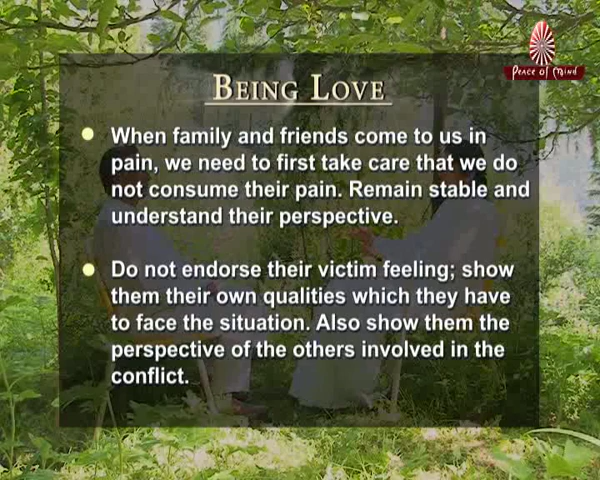 Peace of Mind
BEING LOVE
When family and friends come to us in
pain, we need to first take care that we do
not consume their pain. Remain stable and
understand their perspective.
Do not endorse their victim feeling; show
them their own qualities which they have
to face the situation. Also show them the
perspective of the others involved in the
conflict.